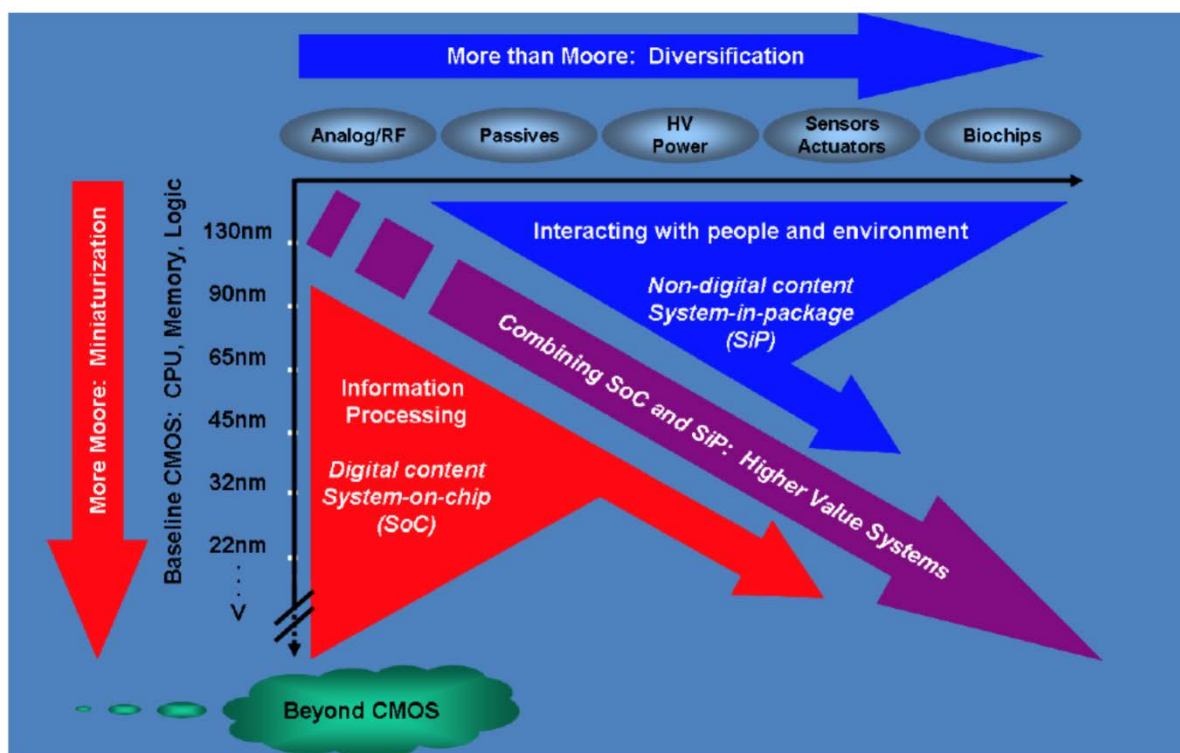 More than Moore: Diversification
Analog/RF
Passives
HV
Power
Sensors
Actuators
Biochips
More Moore: Miniaturization
Baseline CMOS: CPU, Memory, Logic
130nm
90nm
65nm
45nm
32nm
22nm
V
Interacting with people and environment
Non-digital content
System-in-package
(SiP)
Combining SoC and SiP: Higher Value Systems
Information
Processing
Digital content
System-on-chip
(SoC)
Beyond CMOS